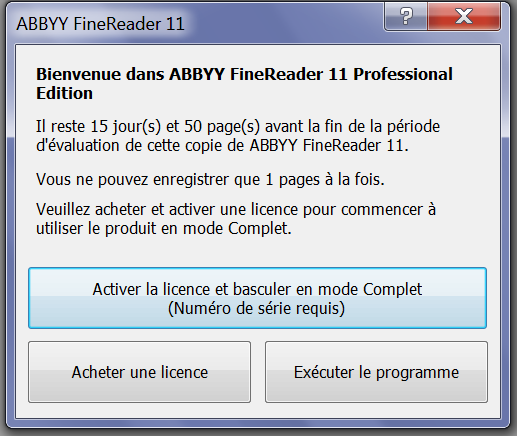 ABBYY FineReader 11
Bienvenue dans ABBYY FineReader 11 Professional
Edition
Il reste 15 jour(s) et 50 page(s) avant la fin de la période
d'évaluation de cette copie de ABBYY FineReader 11.
Vous ne pouvez enregistrer que 1 pages à la fois.
Veuillez acheter et activer une licence pour commencer à
utiliser le produit en mode Complet.
Activer la licence et basculer en mode Complet
(Numéro de série requis)
Acheter une licence
Exécuter le programme